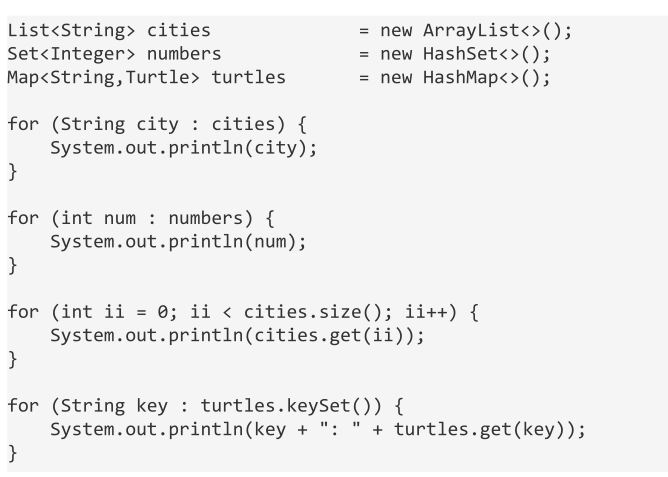 List<String> cities = new ArrayList<>();
Set<Integer> numbers = new HashSet<>();
Map<String,Turtle> turtles = new HashMap<>();
for (String city : cities) {
System.out.println(city);
}
for (int num : numbers) {
System.out.println(num);
}
for (int ii = 0; ii < cities.size(); ii++) {
System.out.println(cities.get(ii));
}
for (String key : turtles.keySet()) {
System.out.println(key + ": " + turtles.get(key));
}